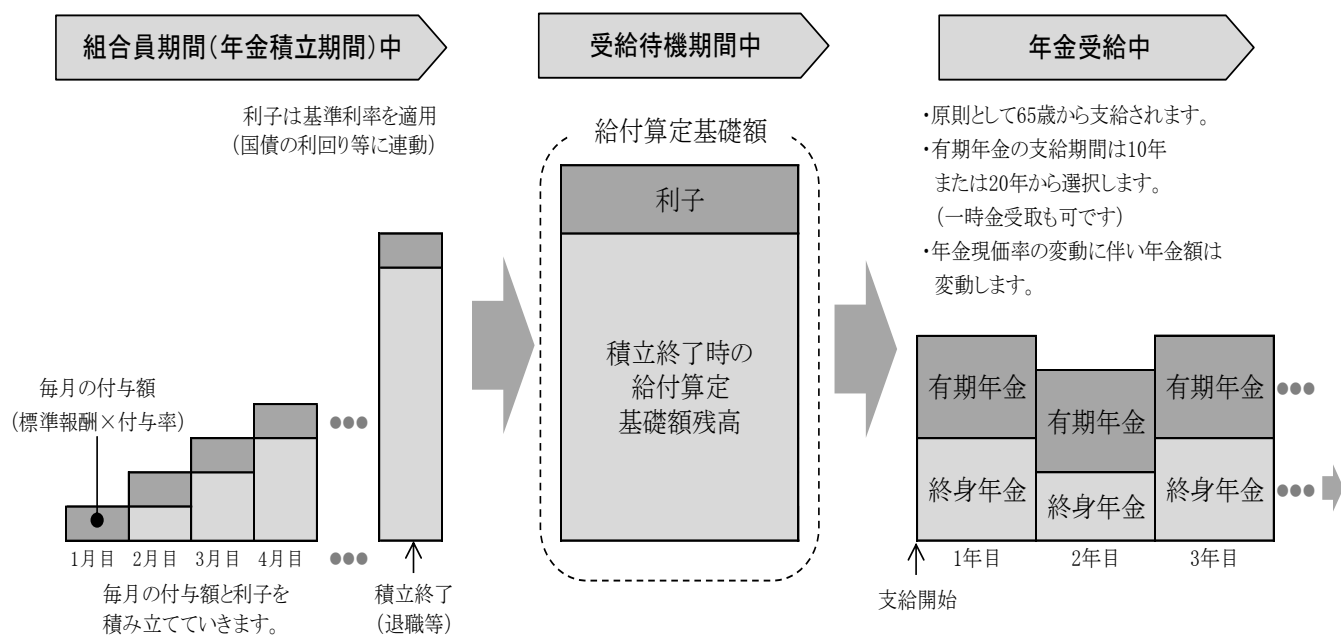 組合員期間(年金積立期間)中
利子は基準利率を適用
(国債の利回り等に連動)
毎月の付与額
(標準報酬×付与率)
1月目 2月目 3月目 4月目 ●●●
●●●
毎月の付与額と利子を
積み立てていきます。
積立終了
(退職等)
受給待機期間中
給付算定基礎額
利子
積立終了時の
給付算定
基礎額残高
年金受給中
・原則として65歳から支給されます。
・有期年金の支給期間は10年
または20年から選択します。
(一時金受取も可です)
・年金現価率の変動に伴い年金額は
変動します。
有期年金 有期年金 有期年金 ●●●
終身年金 終身年金 終身年金 ●●●
1年目 2年目 3年目
支給開始